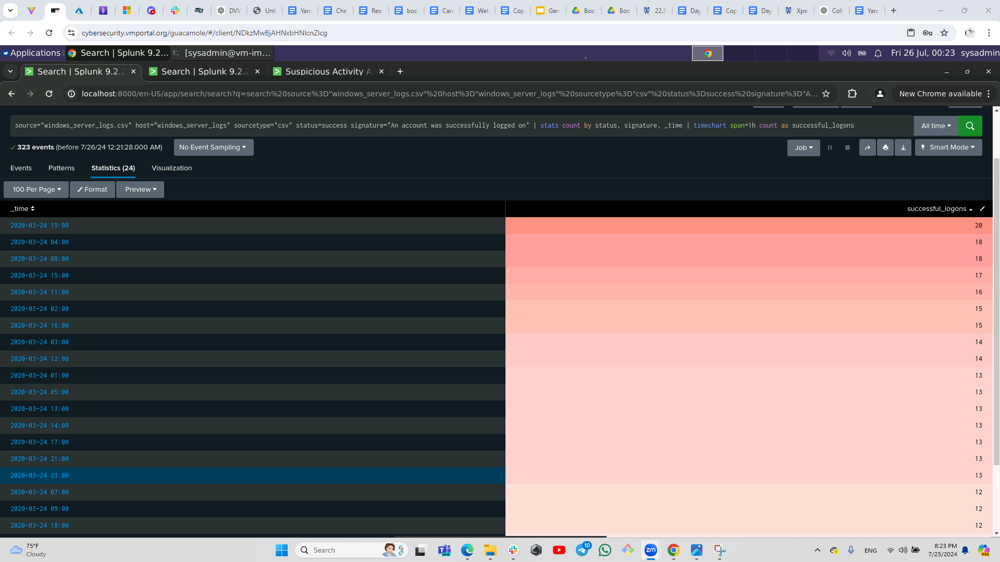 DVW
Unti
Yaro
Che
Resu
boo
Care
Web
Cop
Gen
Boo
Boo
22.3
Day
Cop
Day
Xpe
Coll
Yaro
cybersecurity.vmportal.org/guacamole/#/client/NDkzMwBjAHNxbHNlcnZlcg
Applications
Search | Splunk 9.2...
[sysadmin@vm-im...
Fri 26 Jul, 00:23 sysadmin
Search | Splunk 9.2.2
Search | Splunk 9.2.2
Suspicious Activity A
localhost:8000/en-US/app/search/search?q=search%20source%3D"windows_server_logs.csv"%20host%3D"windows_server_logs"%20sourcetype%3D"csv"%20status%3Dsuccess%20signature%3D"A...
New Chrome available
source="windows_server_logs.csv" host="windows_server_logs" sourcetype="csv" status=success signature="An account was successfully logged on" | stats count by status, signature, _time | timechart span=1h count as successful_logons
All time
323 events (before 7/26/24 12:21:28.000 AM)
No Event Sampling
Job
Smart Mode
Events
Patterns
Statistics (24)
Visualization
100 Per Page
Format
Preview
_time
successful_logons
2020-03-24 19:00 20
2020-03-24 04:00 18
2020-03-24 08:00 18
2020-03-24 15:00 17
2020-03-24 11:00 16
2020-03-24 02:00 15
2020-03-24 16:00 15
2020-03-24 03:00 14
2020-03-24 12:00 14
2020-03-24 01:00 13
2020-03-24 05:00 13
2020-03-24 13:00 13
2020-03-24 14:00 13
2020-03-24 17:00 13
2020-03-24 21:00 13
2020-03-24 23:00 13
2020-03-24 07:00 12
2020-03-24 09:00 12
2020-03-24 18:00 12
75°F
Cloudy
Search
NEW
10
zm
ENG
8:23 PM
7/25/2024
PRE